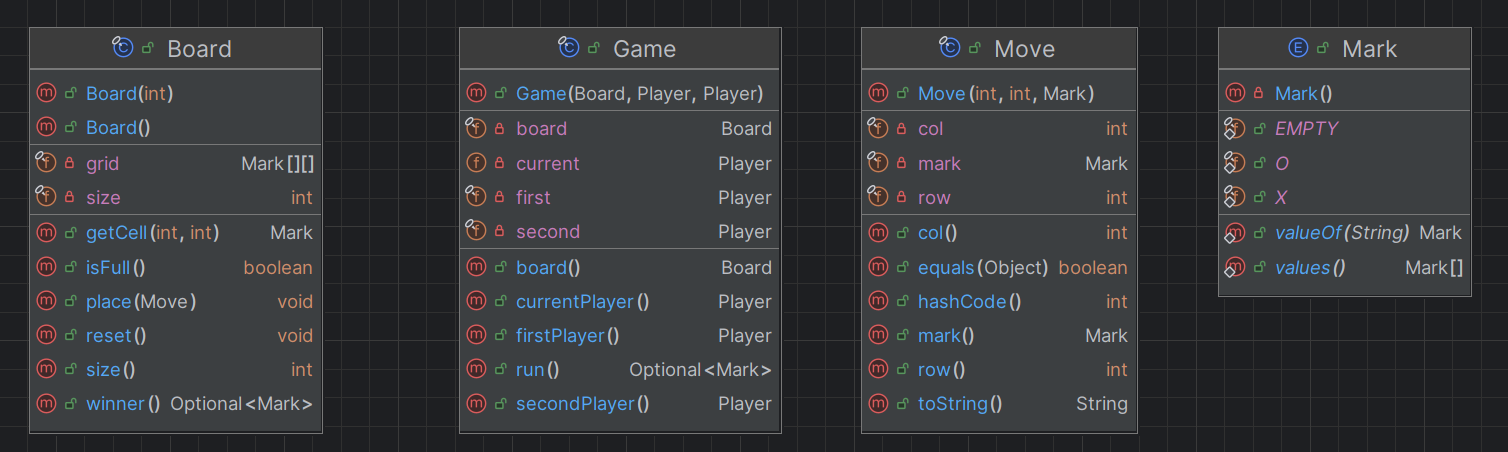 Board
Board(int)
Board()
grid Mark[][]
size int
getCell(int, int) Mark
isFull() boolean
place(Move) void
reset() void
size() int
winner() Optional<Mark>
Game
Game(Board, Player, Player)
board Board
current Player
first Player
second Player
board() Board
currentPlayer() Player
firstPlayer() Player
run() Optional<Mark>
secondPlayer() Player
Move
Move(int, int, Mark)
col int
mark Mark
row int
col() int
equals(Object) boolean
hashCode() int
mark() Mark
row() int
toString() String
Mark
Mark()
EMPTY
O
X
valueOf(String) Mark
values() Mark[]